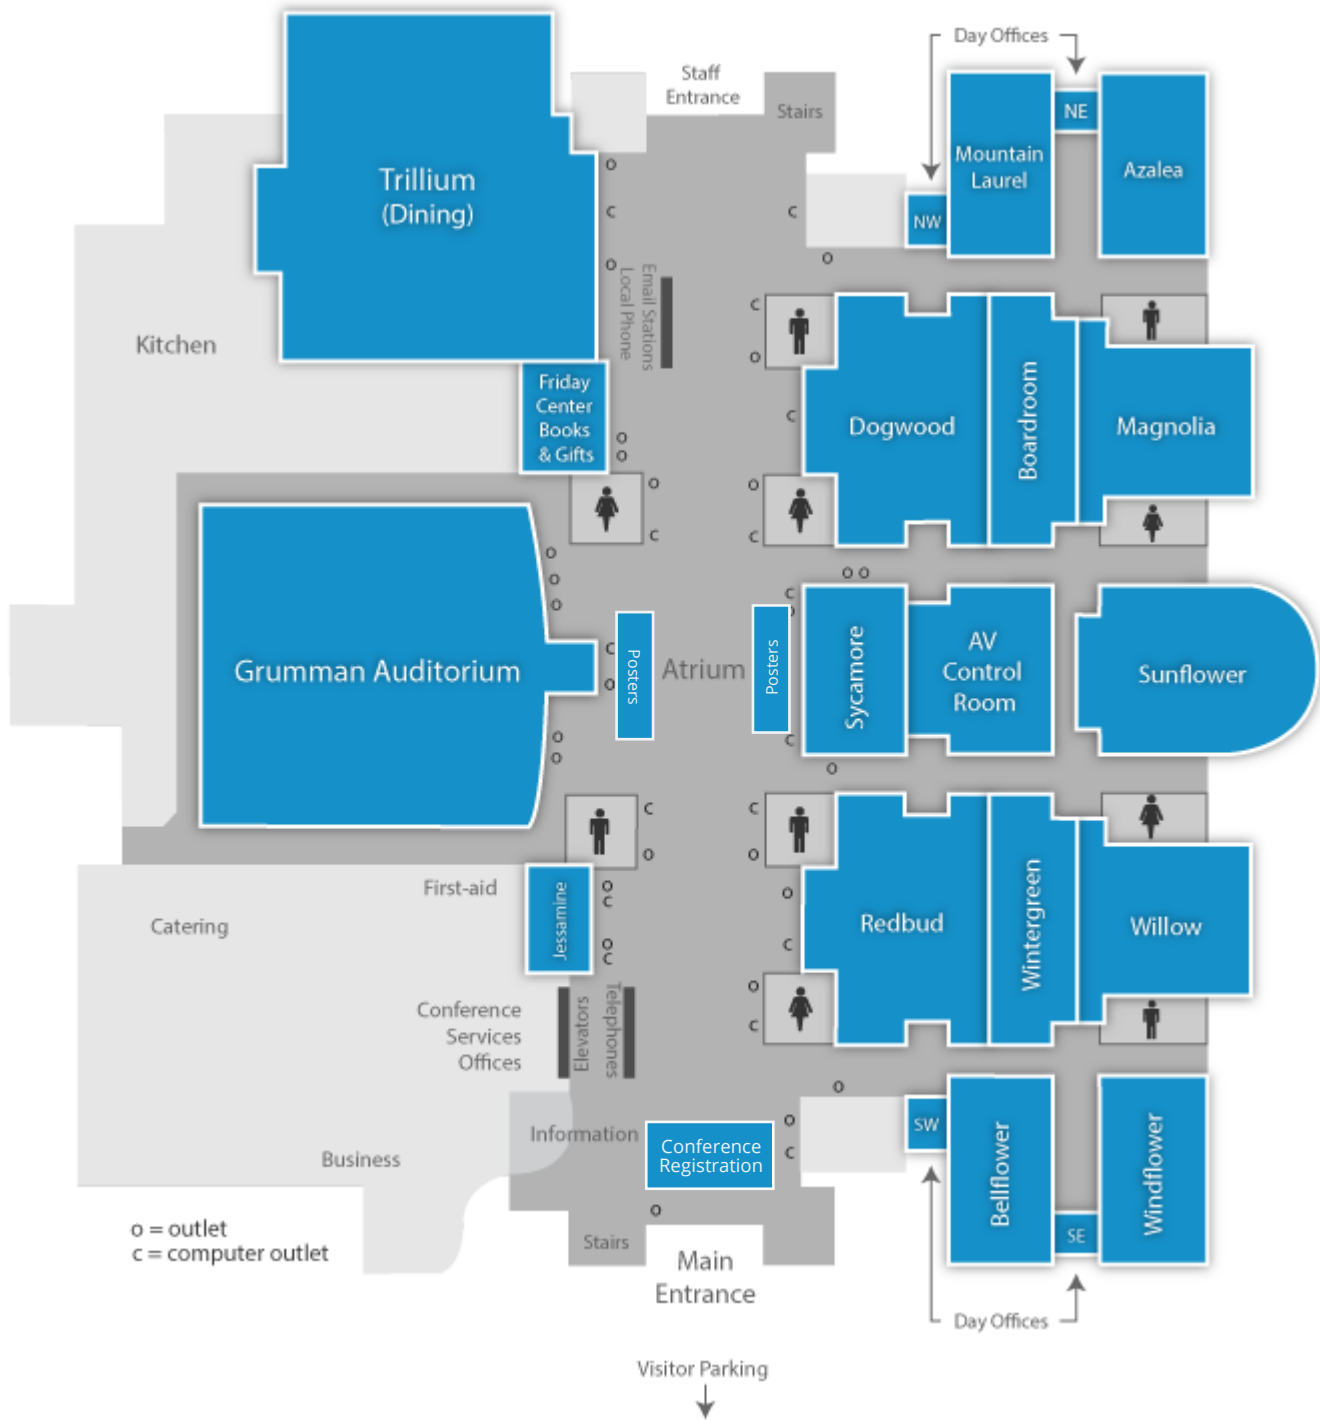 Day Offices
Staff
Entrance
Stairs
NE
Mountain
Laurel
Azalea
Trillium
(Dining)
NW
o
c
c
o
o
Email Stations
Local Phone
c
o
Kitchen
Friday
Center
Books
& Gifts
c
Dogwood
Boardroom
Magnolia
o
o
o
c
o
c
o
o
o
o o
c
Grumman Auditorium
c
o
Posters
Atrium
Posters
Sycamore
AV
Control
Room
Sunflower
o
o
c
o
c
o
c
o
First-aid
Jessamine
o
c
o
c
o
c
Redbud
Wintergreen
Willow
Catering
Conference
Services
Offices
Elevators
Telephones
o
c
o
Information
Conference
Registration
o
c
SW
Bellflower
Windflower
SE
Business
o = outlet
c = computer outlet
o
Stairs
Main
Entrance
Day Offices
Visitor Parking